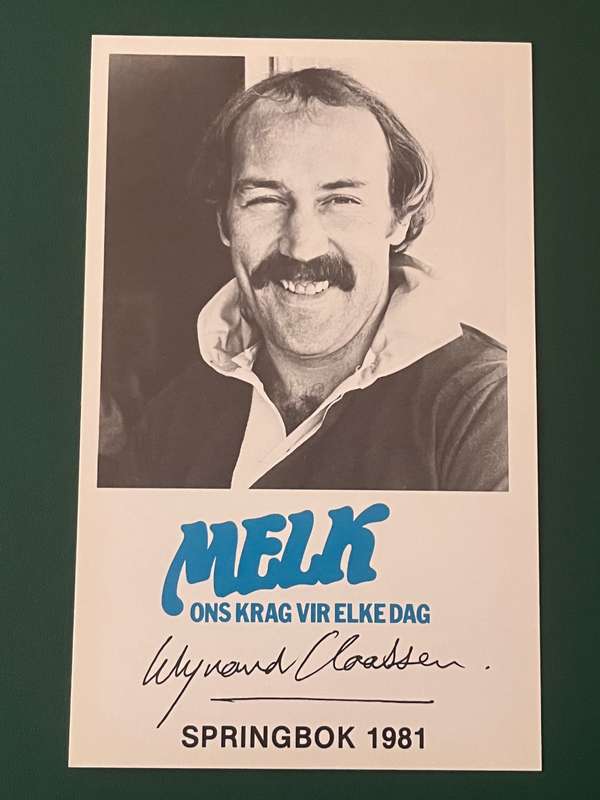 MELK
ONS KRAG VIR ELKE DAG
Wynand Claassen.
SPRINGBOK 1981